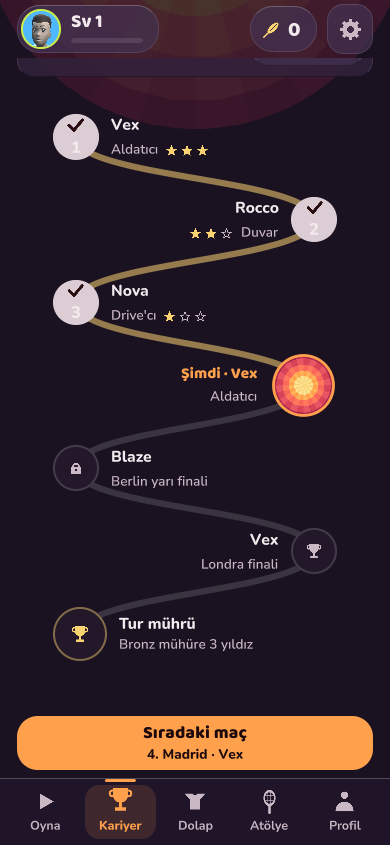 Sv 1
0
Vex
1
Aldatıcı
Rocco
2
Duvar
Nova
3
Drive'cı
Şimdi · Vex
Aldatıcı
Blaze
Berlin yarı finali
Vex
Londra finali
Tur mührü
Bronz mühüre 3 yıldız
Sıradaki maç
4. Madrid · Vex
Oyna
Kariyer
Dolap
Atölye
Profil